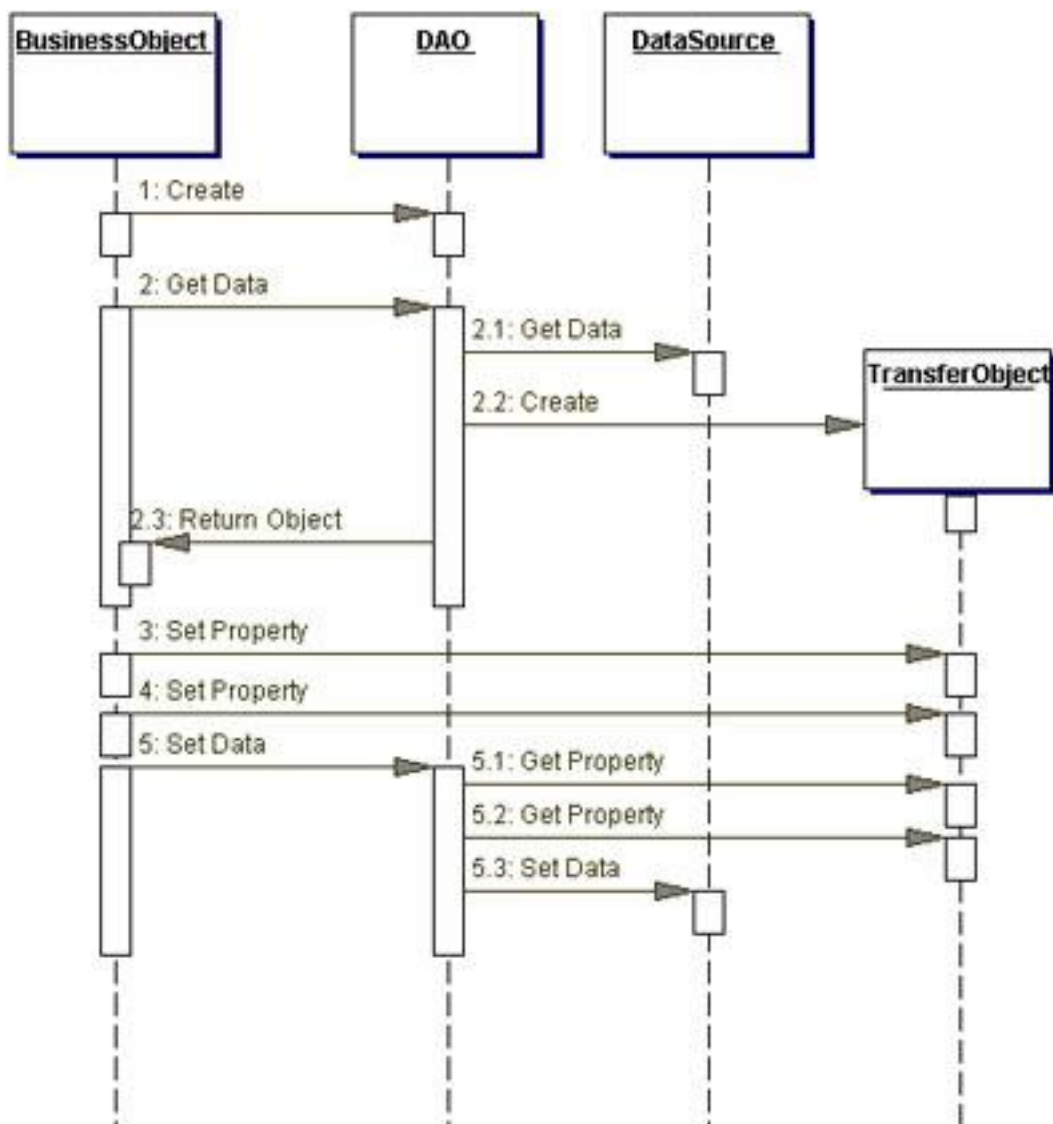 BusinessObject
DAO
DataSource
1: Create
2: Get Data
2.1: Get Data
TransferObject
2.2: Create
2.3: Return Object
3: Set Property
4: Set Property
5: Set Data
5.1: Get Property
5.2: Get Property
5.3: Set Data